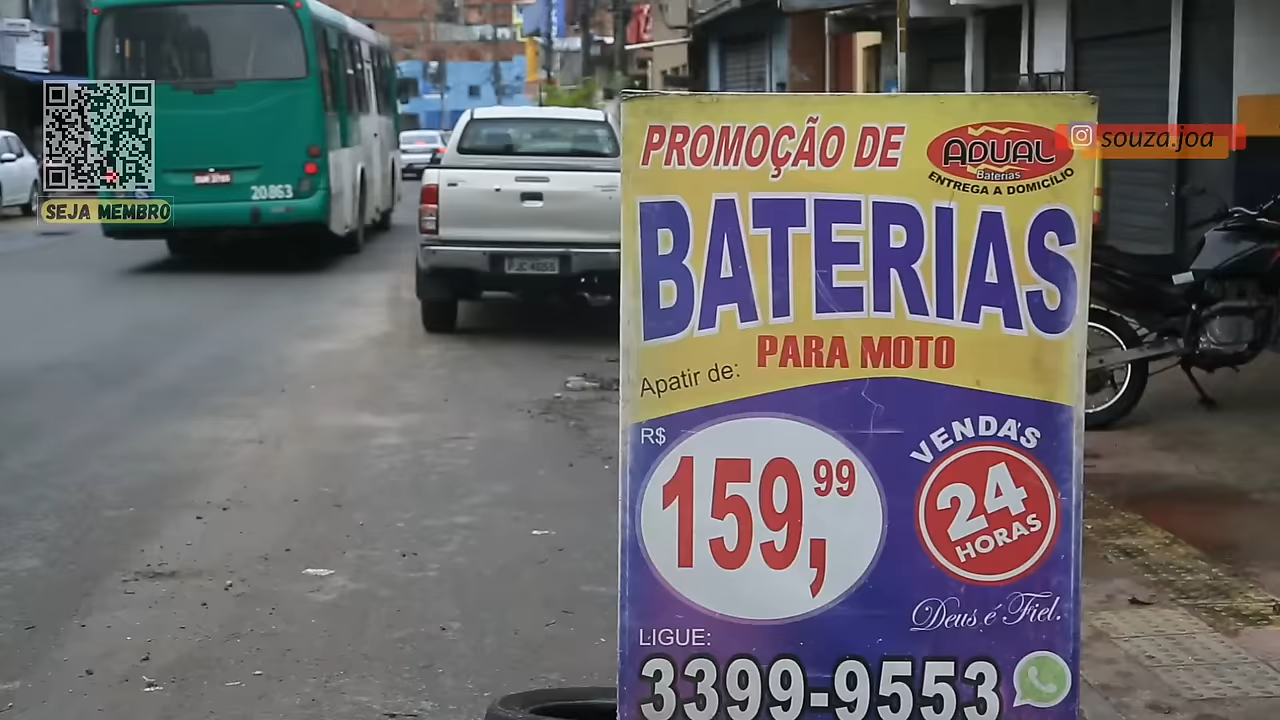 PROMOÇÃO DE
ADUAL
Baterias
ENTREGA A DOMICÍLIO
BATERIAS
PARA MOTO
Apatir de:
R$
159,99
VENDAS
24
HORAS
Deus é Fiel.
LIGUE:
3399-9553
souza.joa
SEJA MEMBRO
20863